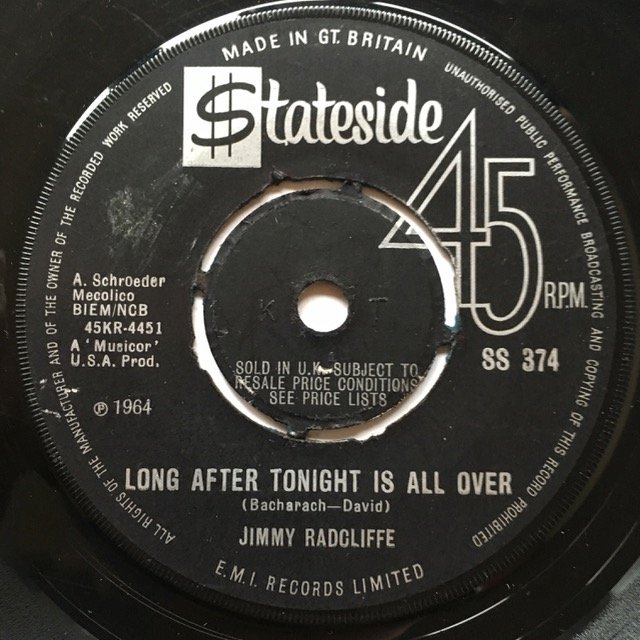 MADE IN GT. BRITAIN
UNAUTHORISED PUBLIC PERFORMANCE BROADCASTING AND COPYING OF THIS RECORD PROHIBITED
ALL RIGHTS OF THE MANUFACTURER AND OF THE OWNER OF THE RECORDED WORK RESERVED
$tateside
45
R.P.M.
A. Schroeder
Mecolico
BIEM/NCB
45KR-4451
A 'Musicor'
U.S.A. Prod.
SS 374
K T
SOLD IN U.K. SUBJECT TO
RESALE PRICE CONDITIONS
SEE PRICE LISTS
℗ 1964
LONG AFTER TONIGHT IS ALL OVER
(Bacharach—David)
JIMMY RADCLIFFE
E.M.I. RECORDS LIMITED